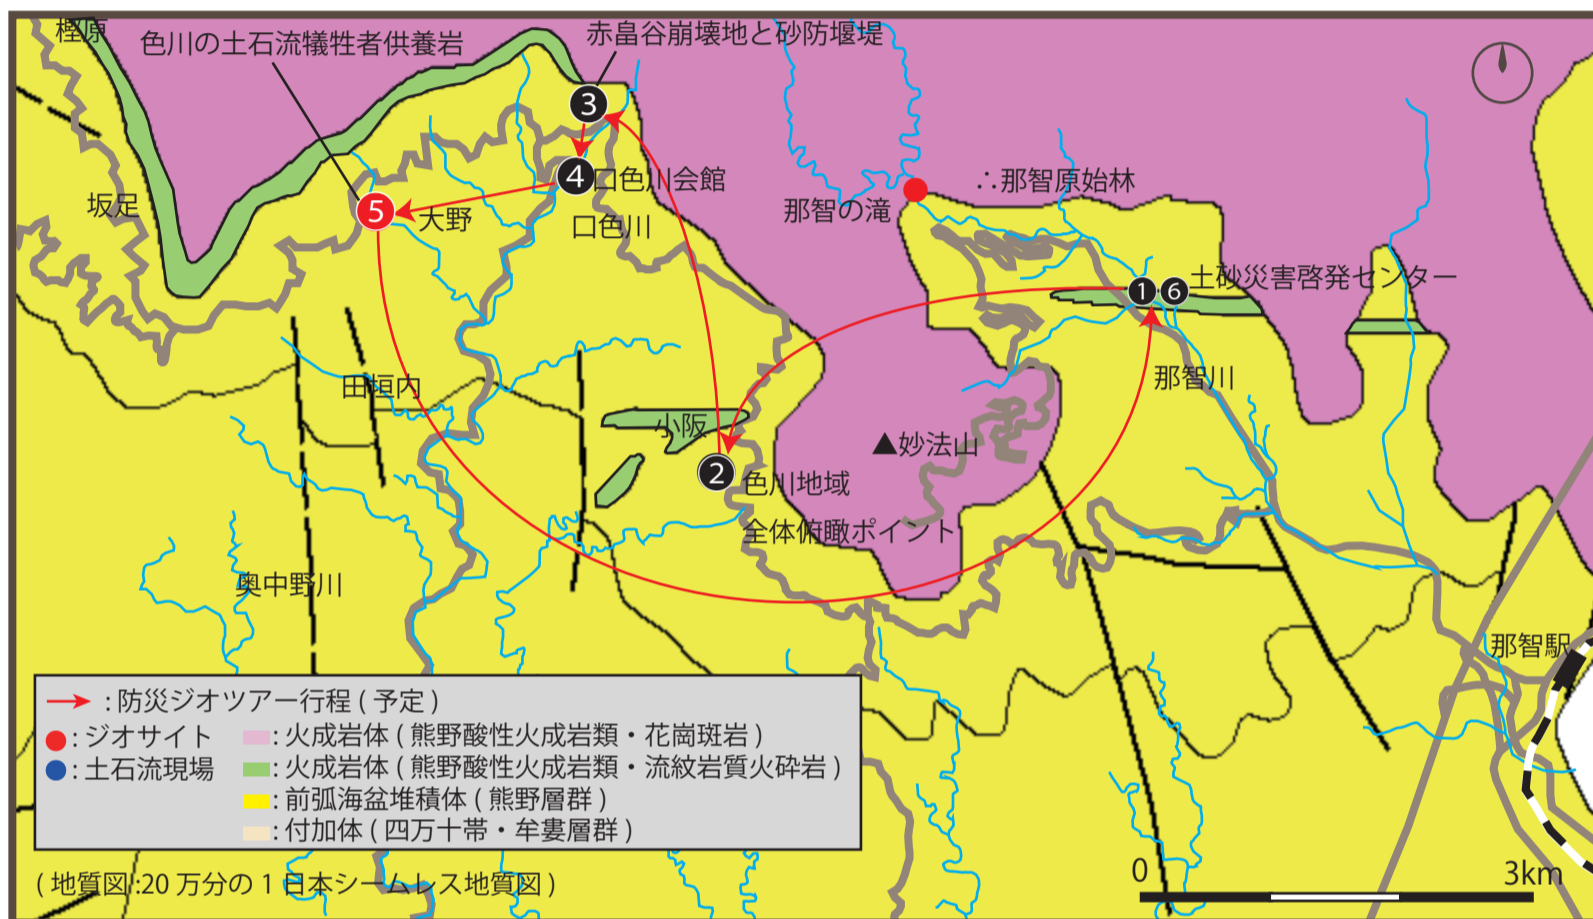 樫原
色川の土石流犠牲者供養岩
赤畠谷崩壊地と砂防堰堤
3
4
口色川会館
∴那智原始林
坂足
5
大野
口色川
那智の滝
1
6
土砂災害啓発センター
田垣内
那智川
小阪
▲妙法山
2
色川地域
全体俯瞰ポイント
奥中野川
那智駅
:防災ジオツアー行程(予定)
:ジオサイト
:火成岩体(熊野酸性火成岩類・花崗斑岩)
:土石流現場
:火成岩体(熊野酸性火成岩類・流紋岩質火砕岩)
:前弧海盆堆積体(熊野層群)
:付加体(四万十帯・牟婁層群)
(地質図:20万分の1日本シームレス地質図)
0
3km